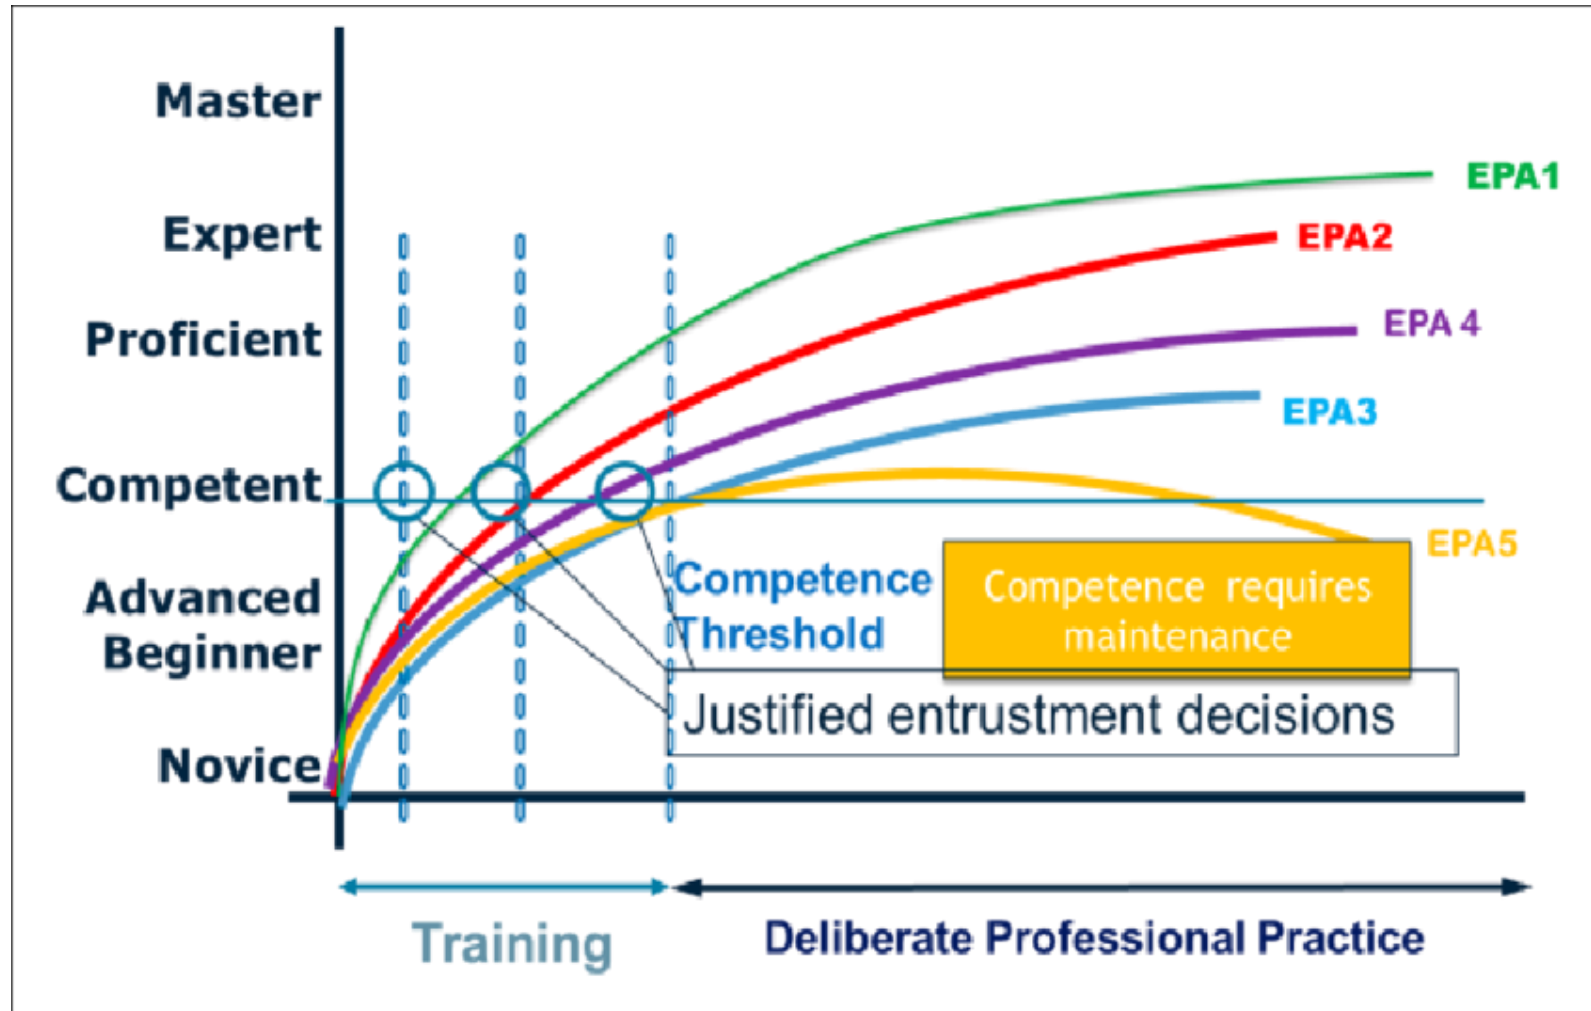 Master
Expert
Proficient
Competent
Advanced
Beginner
Novice
EPA1
EPA2
EPA 4
EPA3
EPA5
Competence
Threshold
Competence requires
maintenance
Justified entrustment decisions
Training
Deliberate Professional Practice